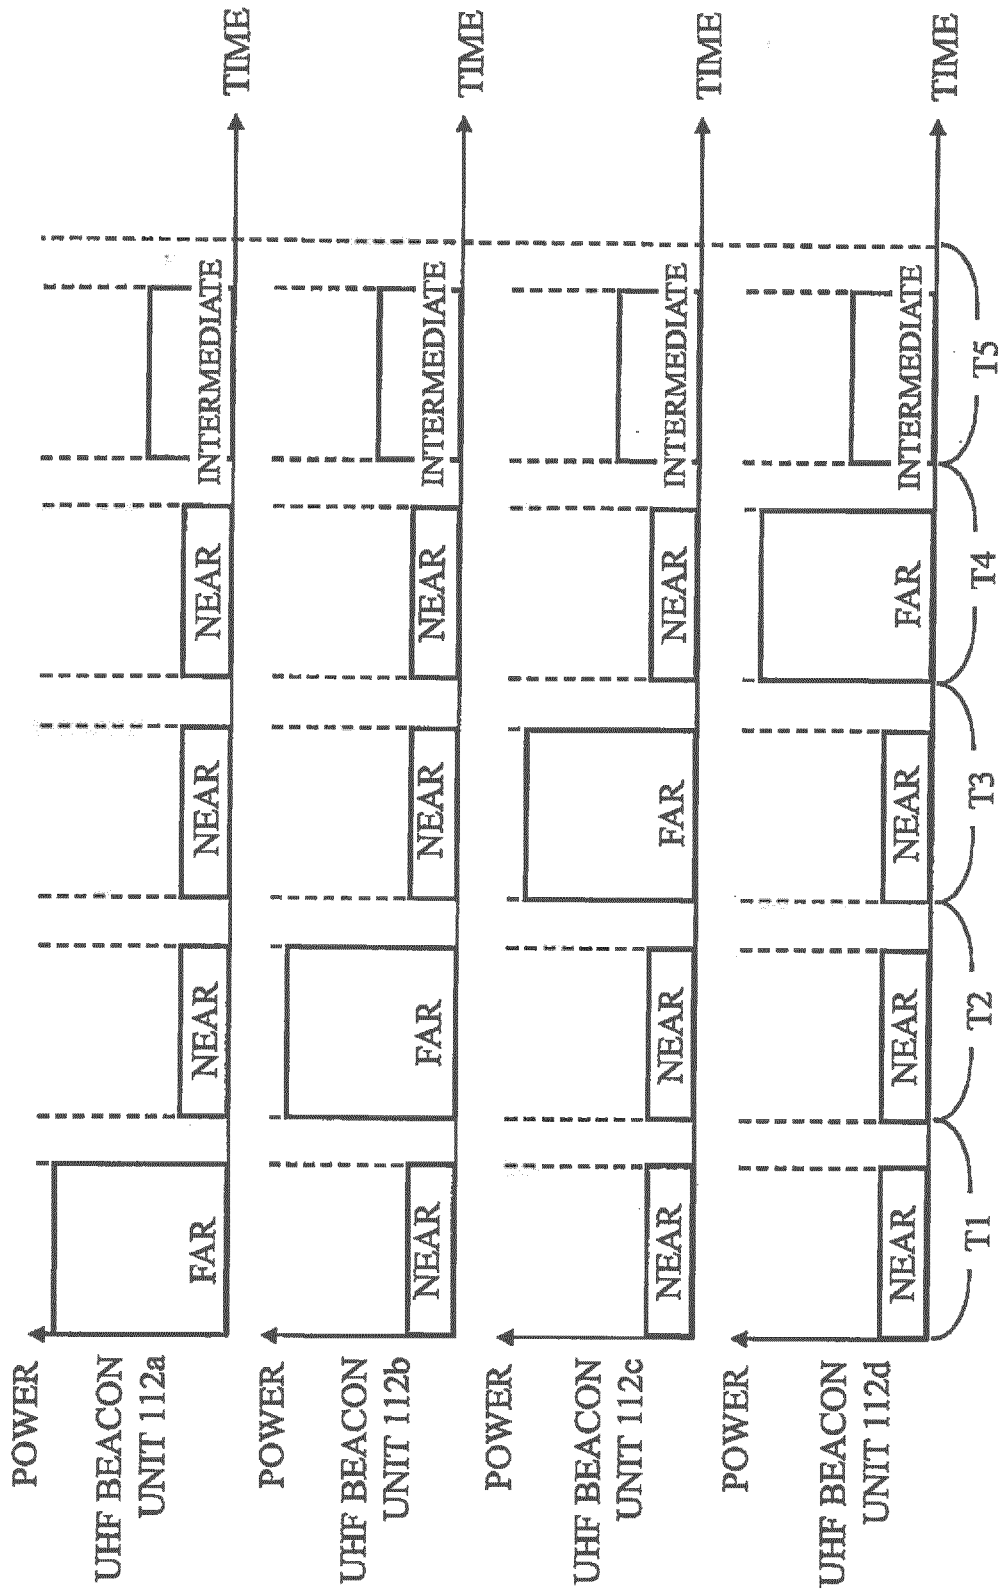 POWER
UHF BEACON
UNIT 112a
FAR
NEAR
NEAR
NEAR
INTERMEDIATE
TIME
POWER
UHF BEACON
UNIT 112b
NEAR
FAR
NEAR
NEAR
INTERMEDIATE
TIME
POWER
UHF BEACON
UNIT 112c
NEAR
NEAR
FAR
NEAR
INTERMEDIATE
TIME
POWER
UHF BEACON
UNIT 112d
NEAR
NEAR
NEAR
FAR
INTERMEDIATE
TIME
T1
T2
T3
T4
T5